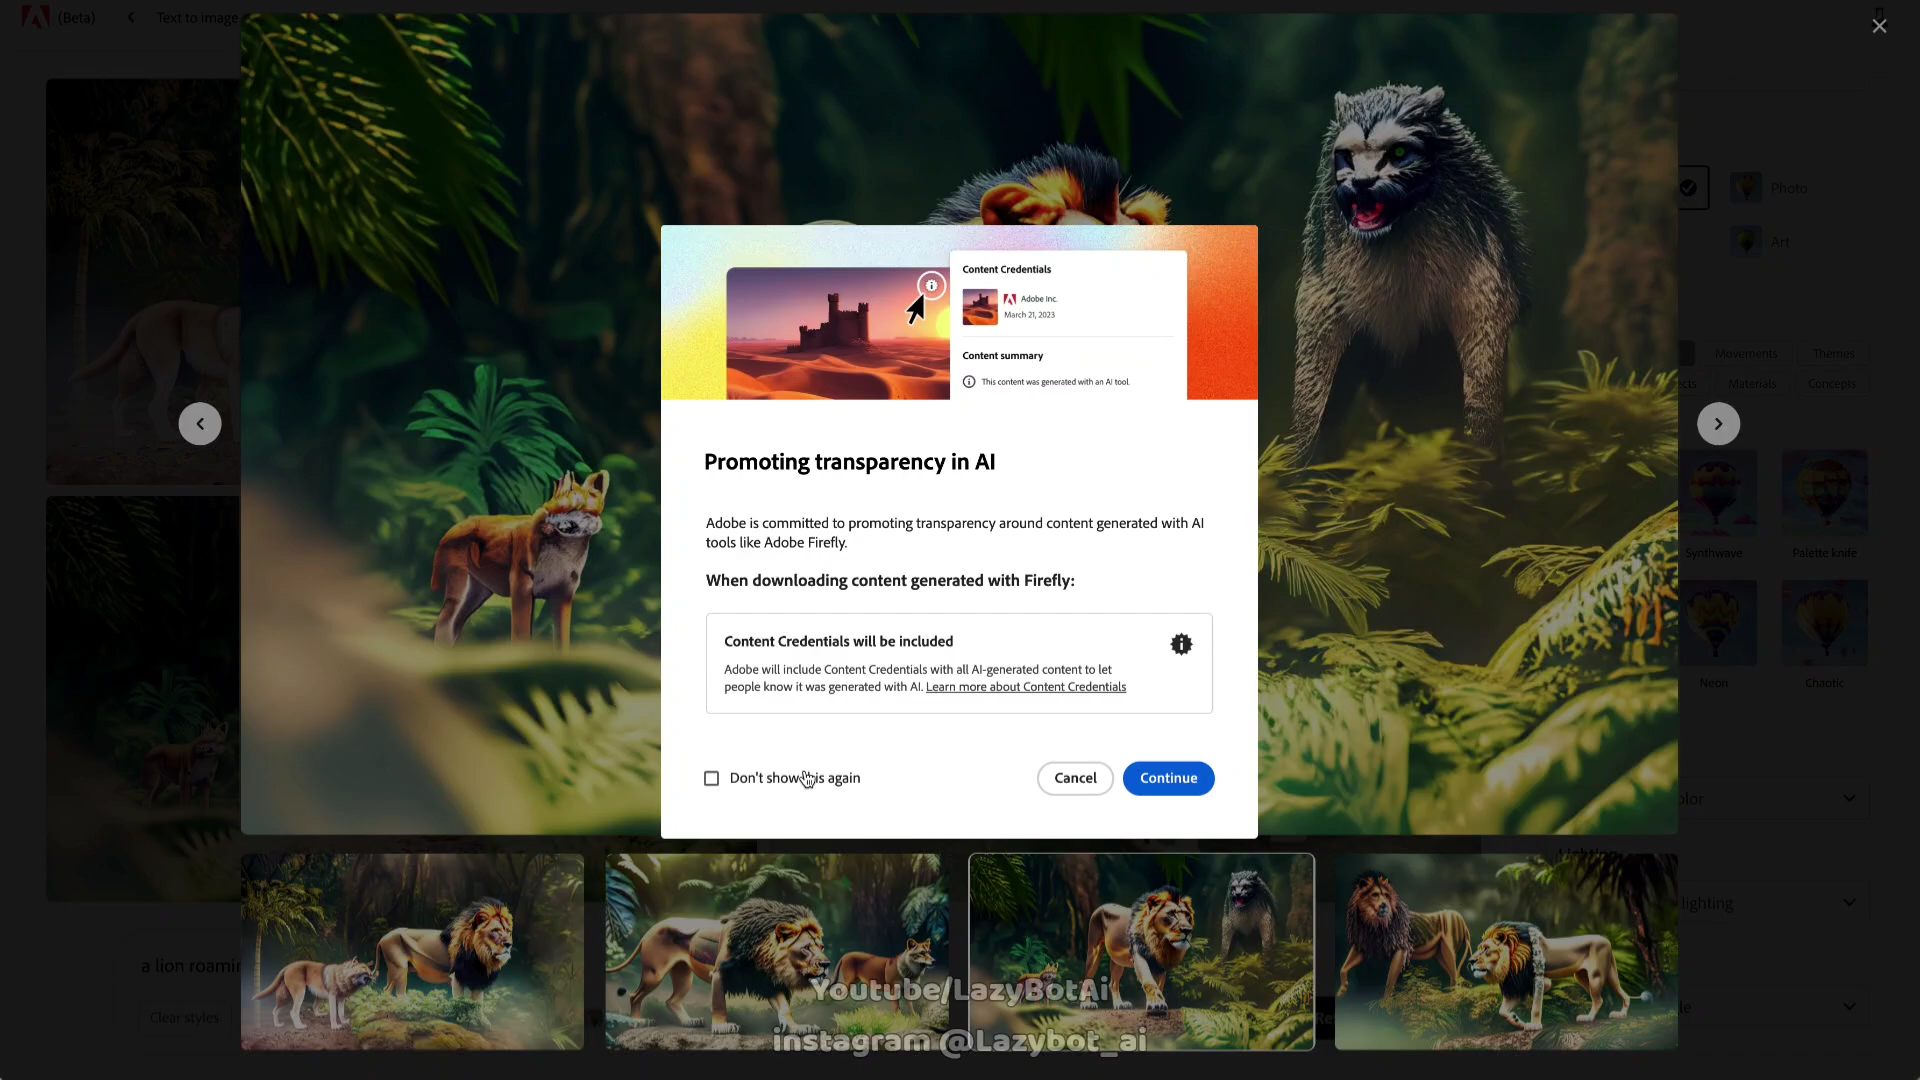 (Beta)
Text to image
Photo
Art
Content Credentials
Adobe Inc.
March 21, 2023
Content summary
This content was generated with an AI tool.
Movements
Themes
Materials
Concepts
Promoting transparency in AI
Adobe is committed to promoting transparency around content generated with AI
tools like Adobe Firefly.
When downloading content generated with Firefly:
Synthwave
Palette knife
Content Credentials will be included
Adobe will include Content Credentials with all AI-generated content to let
people know it was generated with AI. Learn more about Content Credentials
Neon
Chaotic
Don't show this again
Cancel
Continue
Lighting
lighting
a lion
Clear styles
Youtube/LazyBotAi
instagram @Lazybot_ai